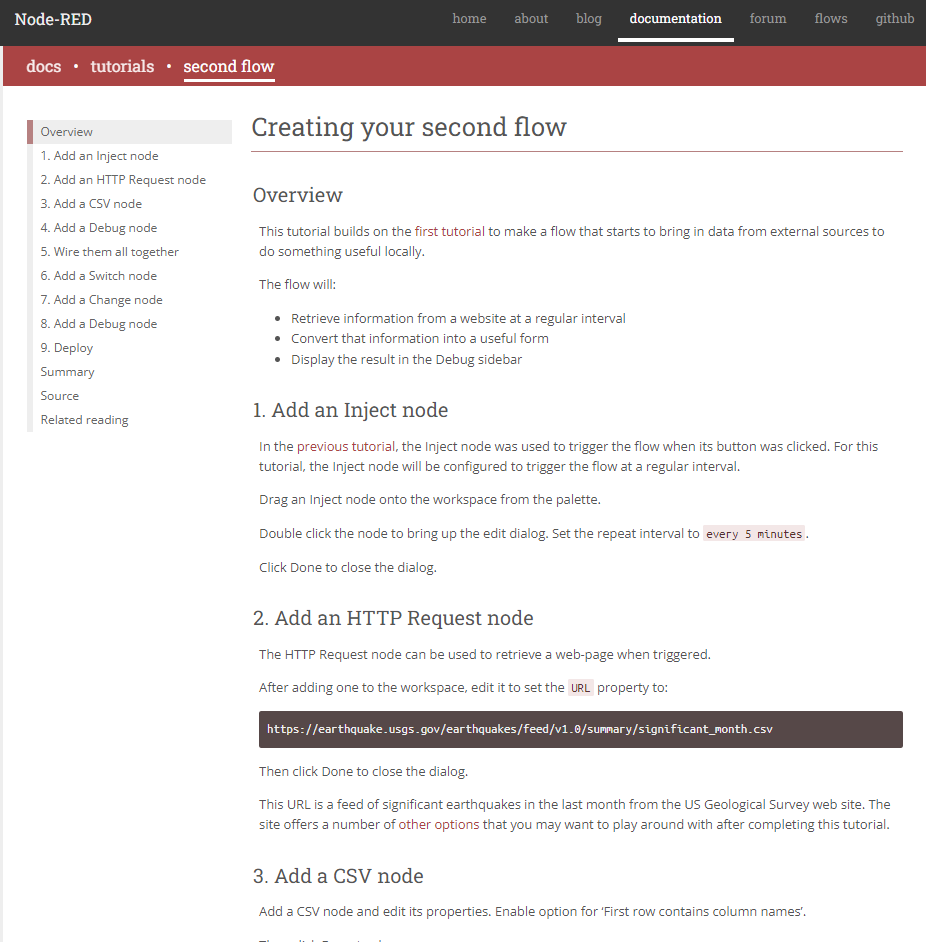 Node-RED
home about blog documentation forum flows github
docs • tutorials • second flow
Overview
1. Add an Inject node
2. Add an HTTP Request node
3. Add a CSV node
4. Add a Debug node
5. Wire them all together
6. Add a Switch node
7. Add a Change node
8. Add a Debug node
9. Deploy
Summary
Source
Related reading
Creating your second flow
Overview
This tutorial builds on the first tutorial to make a flow that starts to bring in data from external sources to
do something useful locally.
The flow will:
• Retrieve information from a website at a regular interval
• Convert that information into a useful form
• Display the result in the Debug sidebar
1. Add an Inject node
In the previous tutorial, the Inject node was used to trigger the flow when its button was clicked. For this
tutorial, the Inject node will be configured to trigger the flow at a regular interval.
Drag an Inject node onto the workspace from the palette.
Double click the node to bring up the edit dialog. Set the repeat interval to every 5 minutes.
Click Done to close the dialog.
2. Add an HTTP Request node
The HTTP Request node can be used to retrieve a web-page when triggered.
After adding one to the workspace, edit it to set the URL property to:
https://earthquake.usgs.gov/earthquakes/feed/v1.0/summary/significant_month.csv
Then click Done to close the dialog.
This URL is a feed of significant earthquakes in the last month from the US Geological Survey web site. The
site offers a number of other options that you may want to play around with after completing this tutorial.
3. Add a CSV node
Add a CSV node and edit its properties. Enable option for ‘First row contains column names’.